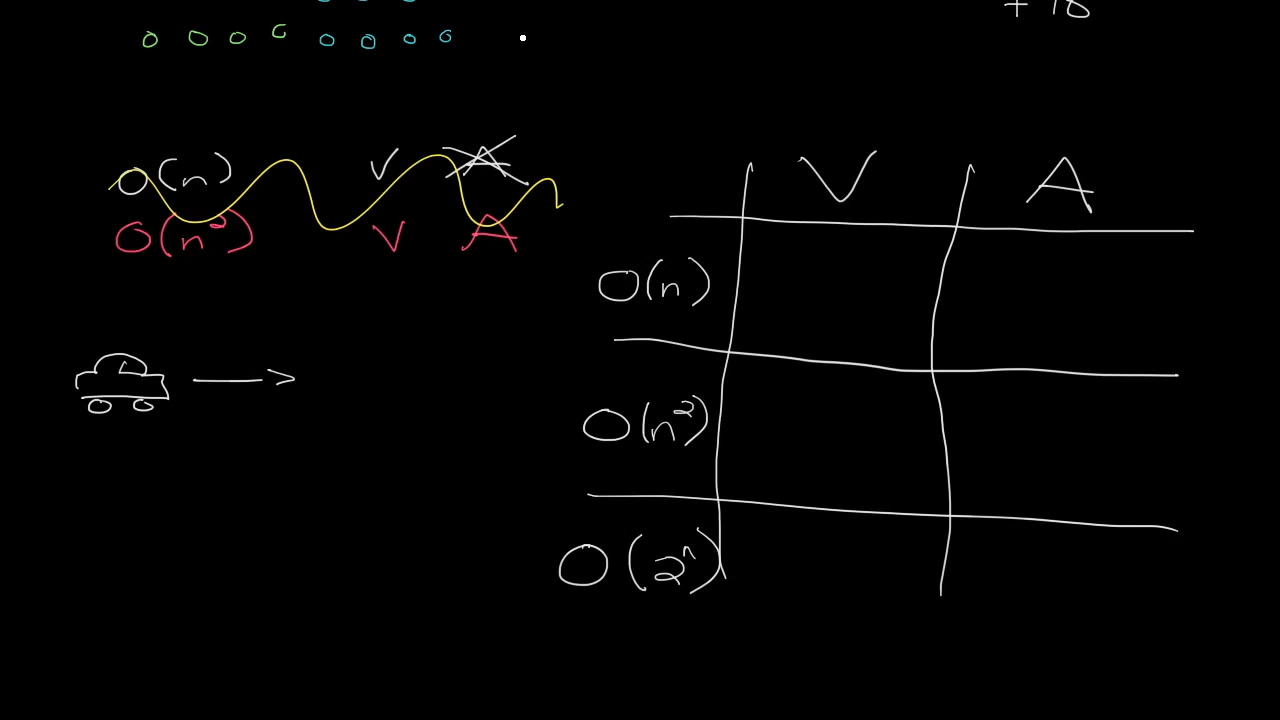 + 18
O(n) V A
O(n²) V A
V A
O(n)
O(n²)
O(2ⁿ)